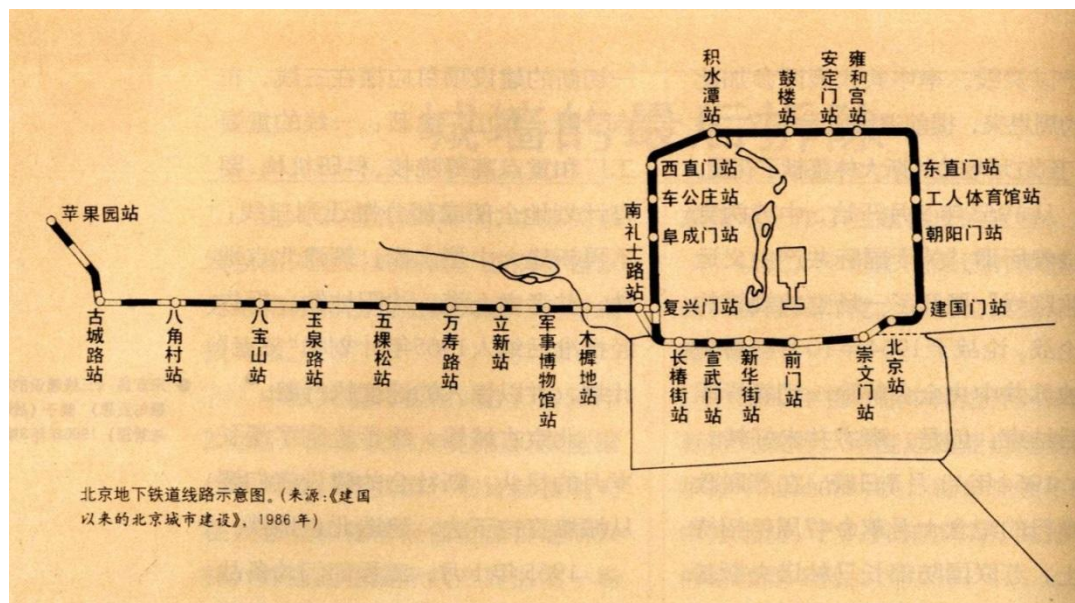 积水潭站
鼓楼站
安定门站
雍和宫站
西直门站
车公庄站
阜成门站
复兴门站
南礼士路站
东直门站
工人体育馆站
朝阳门站
建国门站
苹果园站
古城路站
八角村站
八宝山站
玉泉路站
五棵松站
万寿路站
立新站
军事博物馆站
木樨地站
长椿街站
宣武门站
新华街站
前门站
崇文门站
北京站
北京地下铁道线路示意图。(来源:《建国
以来的北京城市建设》, 1986年)